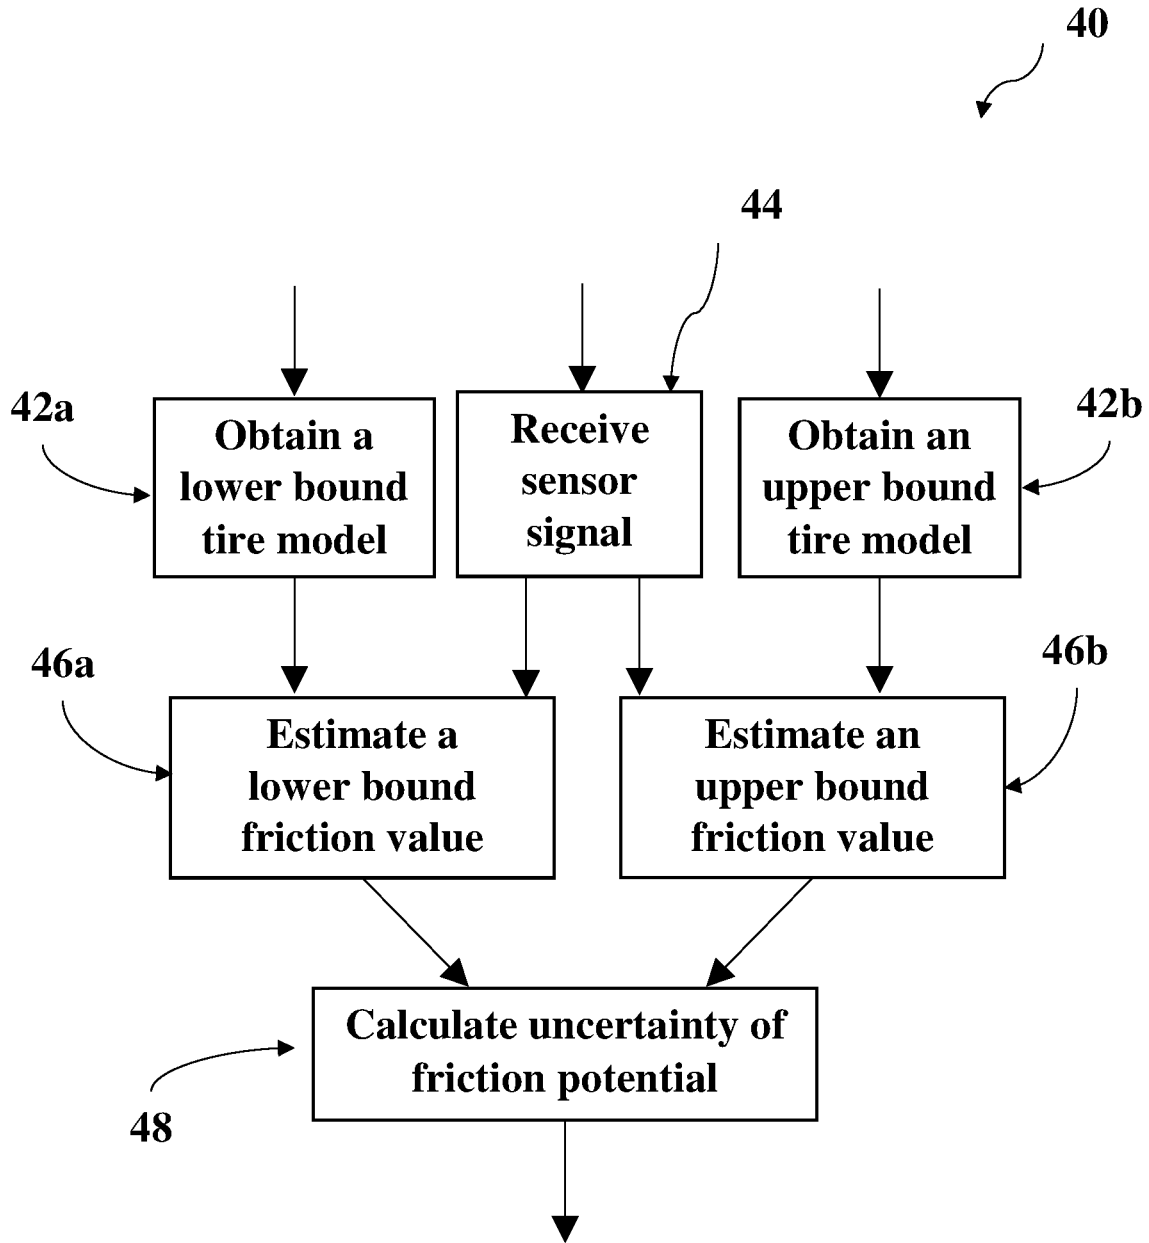 40
44
42a
Obtain a
lower bound
tire model
Receive
sensor
signal
42b
Obtain an
upper bound
tire model
46a
Estimate a
lower bound
friction value
46b
Estimate an
upper bound
friction value
Calculate uncertainty of
friction potential
48